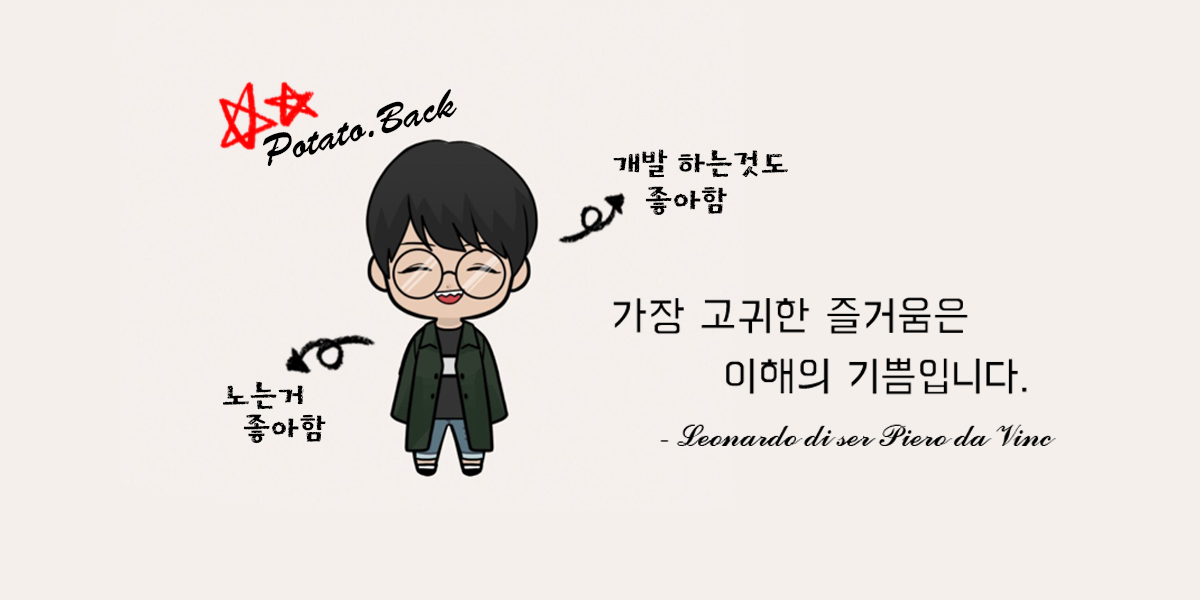 Potato.Back
개발 하는것도
좋아함
가장 고귀한 즐거움은
이해의 기쁨입니다.
- Leonardo di ser Piero da Vinc
노는거
좋아함